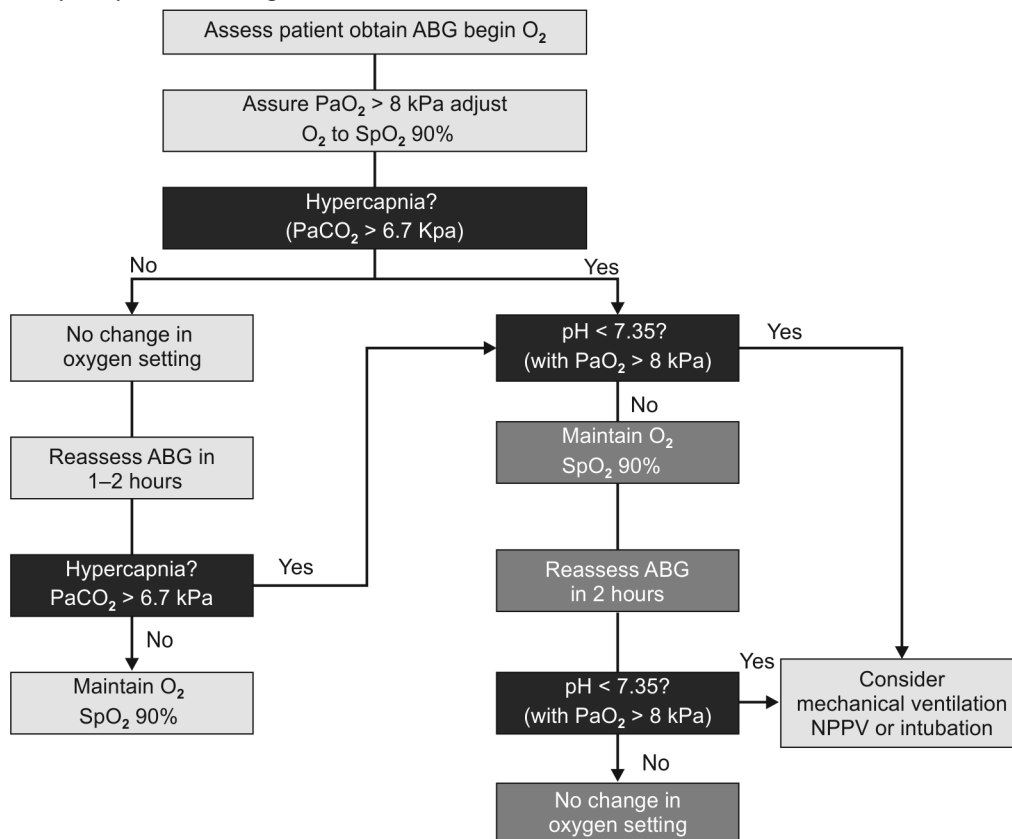 Assess patient obtain ABG begin O₂
Assure PaO₂ > 8 kPa adjust
O₂ to SpO₂ 90%
Hypercapnia?
(PaCO₂ > 6.7 Kpa)
No
Yes
No change in
oxygen setting
pH < 7.35?
(with PaO₂ > 8 kPa)
Yes
No
Reassess ABG in
1–2 hours
Maintain O₂
SpO₂ 90%
Hypercapnia?
PaCO₂ > 6.7 kPa
Yes
Reassess ABG
in 2 hours
No
Maintain O₂
SpO₂ 90%
pH < 7.35?
(with PaO₂ > 8 kPa)
Yes
Consider
mechanical ventilation
NPPV or intubation
No
No change in
oxygen setting